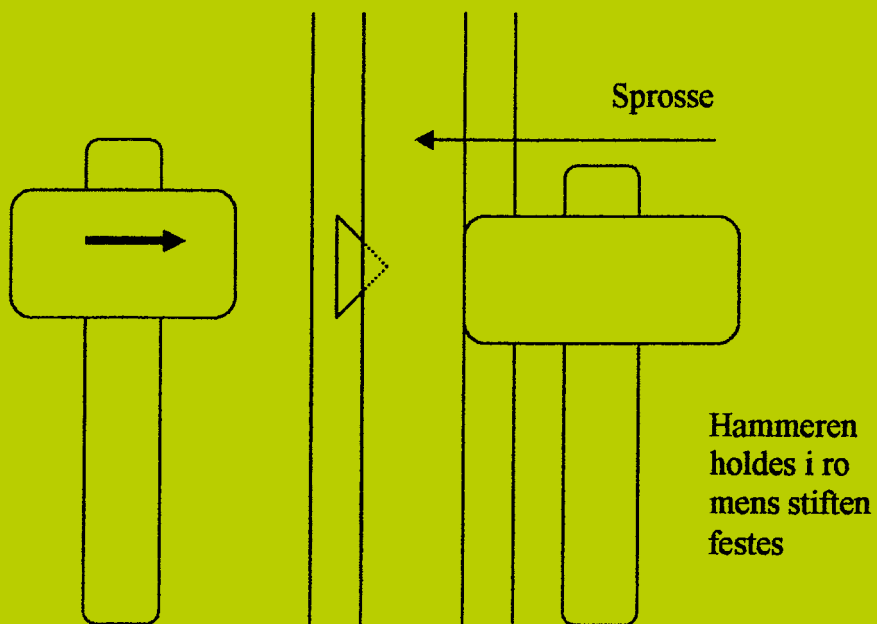 Sprosse
Hammeren
holdes i ro
mens stiften
festes